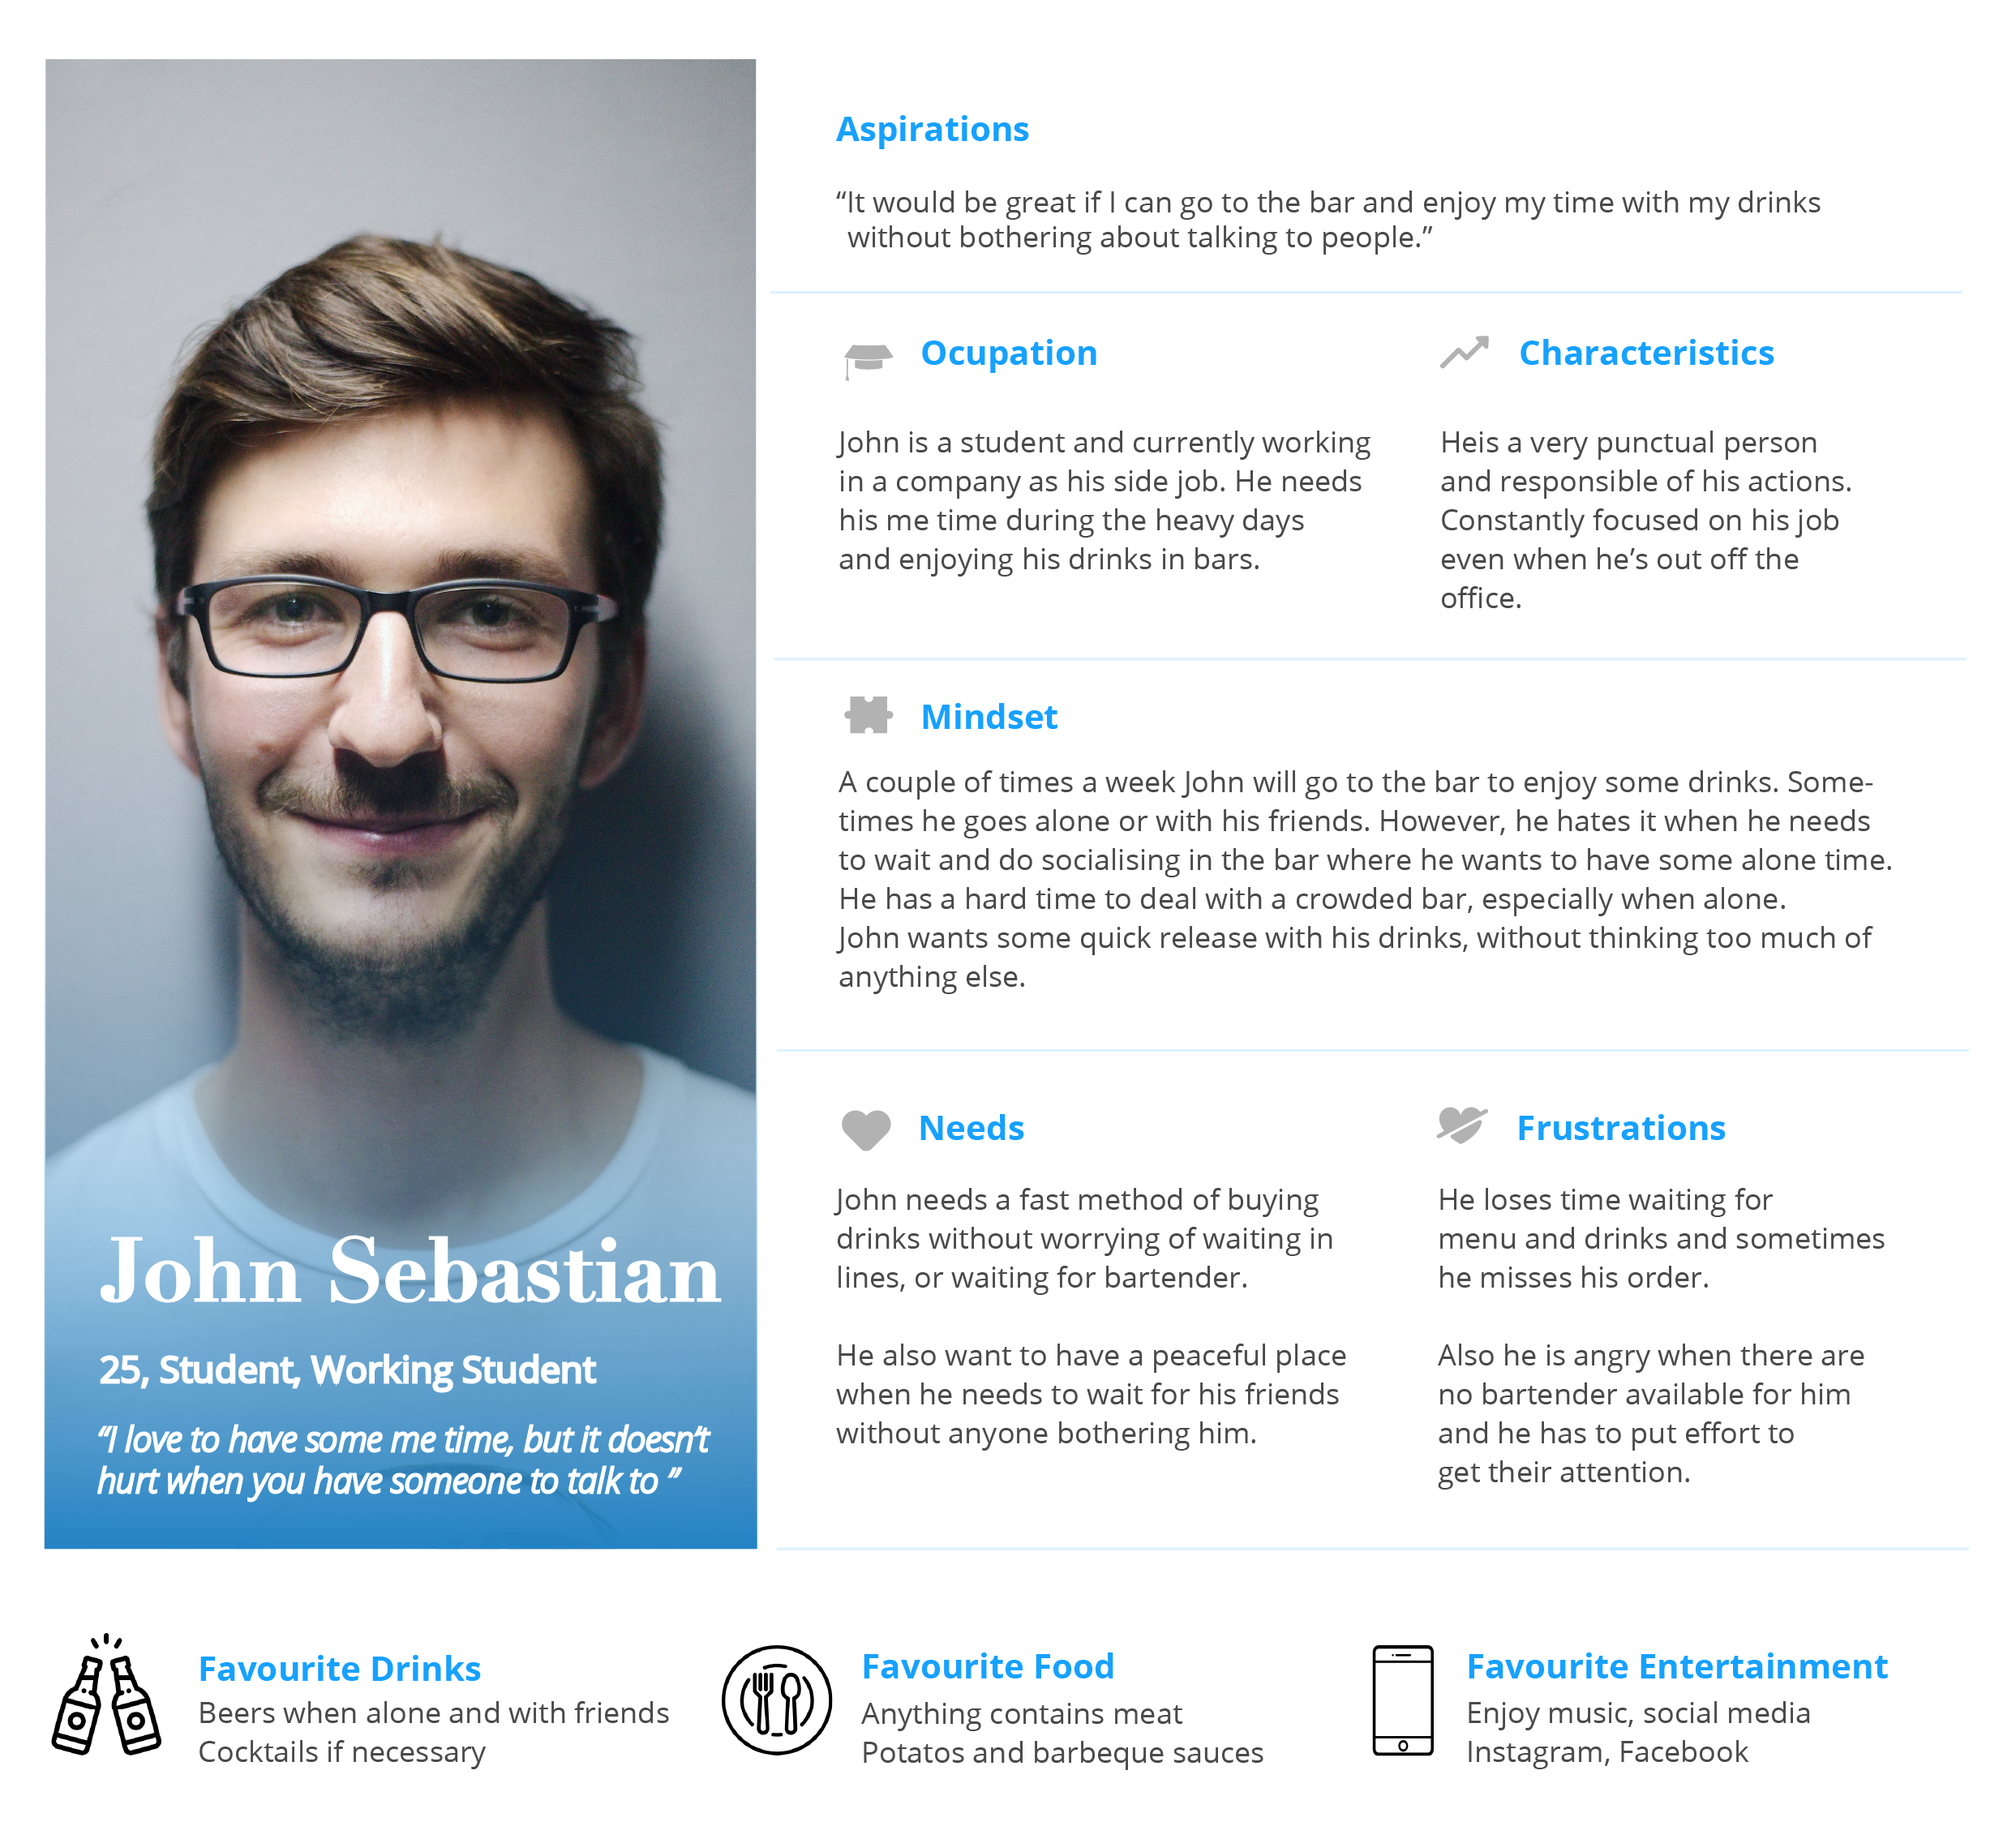 Aspirations
“It would be great if I can go to the bar and enjoy my time with my drinks
without bothering about talking to people.”
Ocupation
John is a student and currently working
in a company as his side job. He needs
his me time during the heavy days
and enjoying his drinks in bars.
Characteristics
Heis a very punctual person
and responsible of his actions.
Constantly focused on his job
even when he’s out off the
office.
Mindset
A couple of times a week John will go to the bar to enjoy some drinks. Some-
times he goes alone or with his friends. However, he hates it when he needs
to wait and do socialising in the bar where he wants to have some alone time.
He has a hard time to deal with a crowded bar, especially when alone.
John wants some quick release with his drinks, without thinking too much of
anything else.
Needs
John needs a fast method of buying
drinks without worrying of waiting in
lines, or waiting for bartender.
He also want to have a peaceful place
when he needs to wait for his friends
without anyone bothering him.
Frustrations
He loses time waiting for
menu and drinks and sometimes
he misses his order.
Also he is angry when there are
no bartender available for him
and he has to put effort to
get their attention.
John Sebastian
25, Student, Working Student
“I love to have some me time, but it doesn’t
hurt when you have someone to talk to ”
Favourite Drinks
Beers when alone and with friends
Cocktails if necessary
Favourite Food
Anything contains meat
Potatos and barbeque sauces
Favourite Entertainment
Enjoy music, social media
Instagram, Facebook